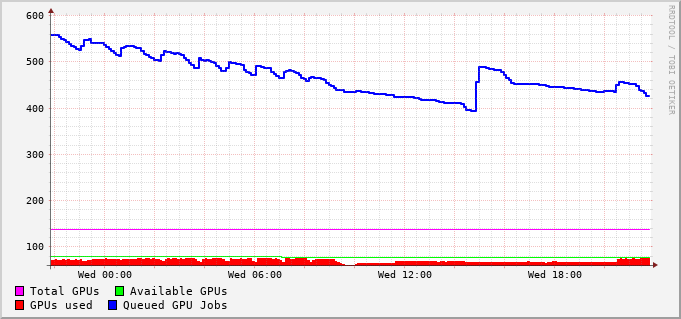 600
500
400
300
200
100
Wed 00:00 Wed 06:00 Wed 12:00 Wed 18:00
Total GPUs Available GPUs
GPUs used Queued GPU Jobs
RRDTOOL / TOBI OETIKER